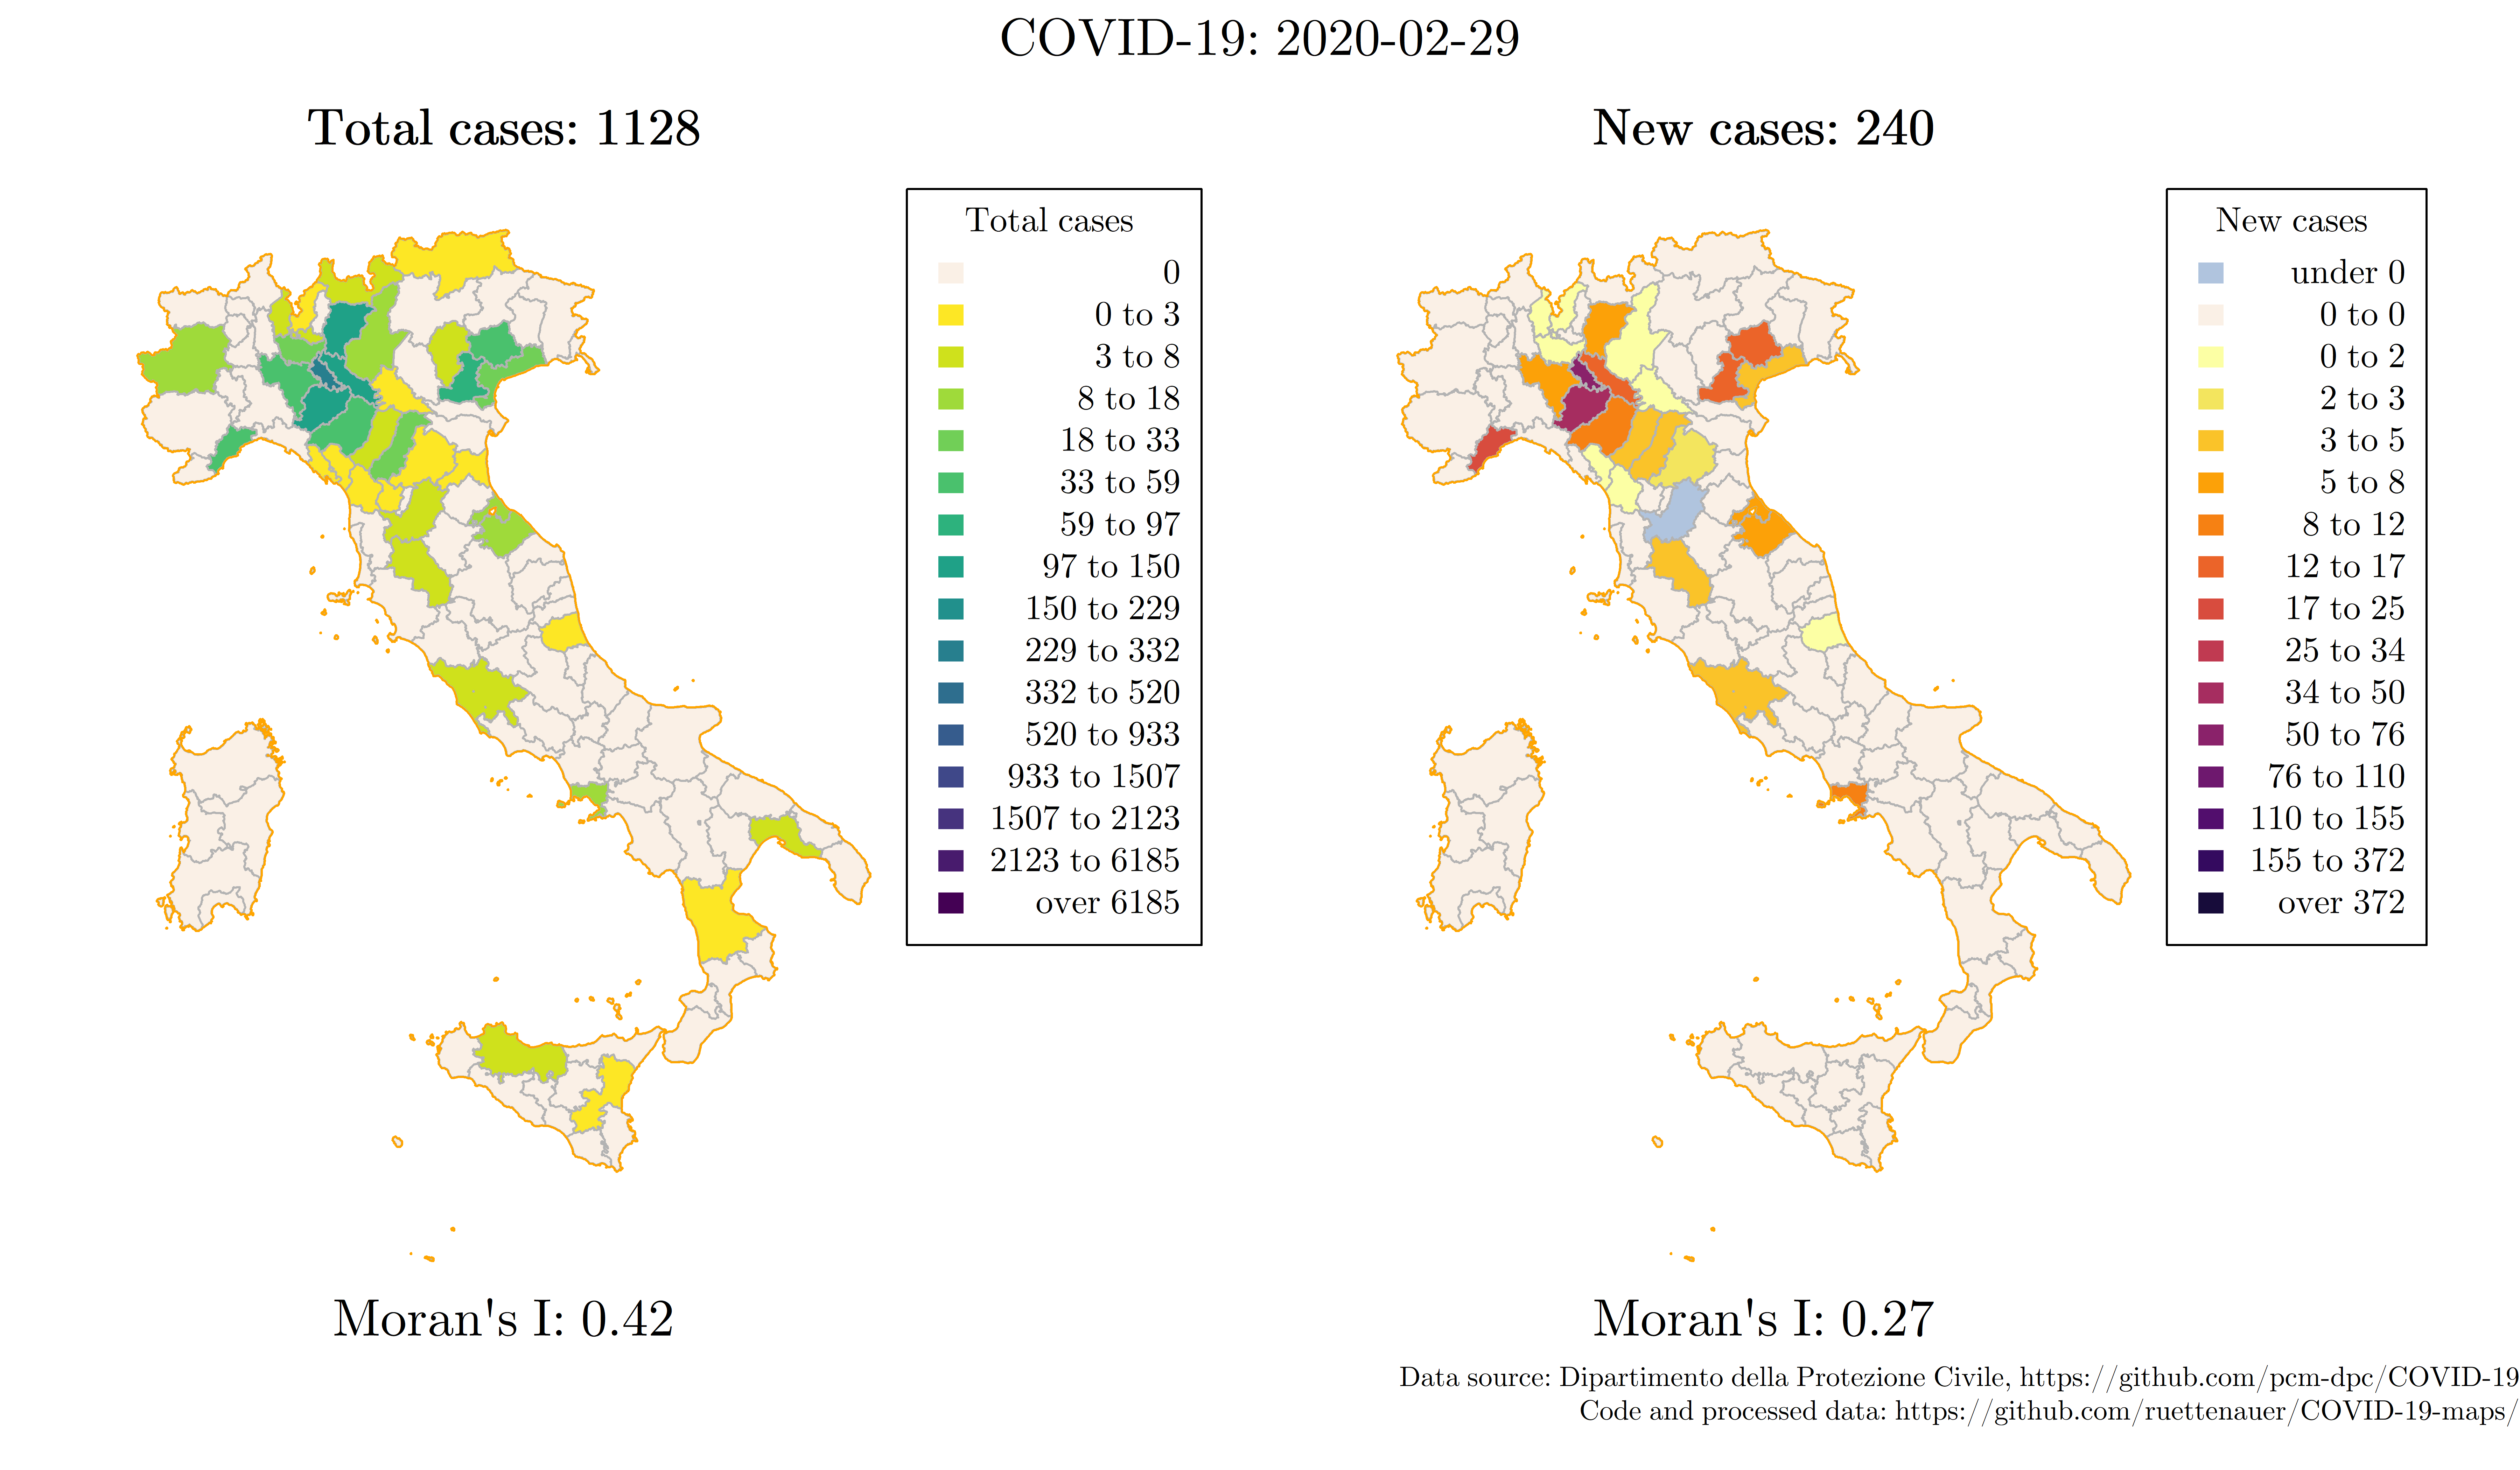 COVID-19: 2020-02-29
Total cases: 1128
Total cases
0
0 to 3
3 to 8
8 to 18
18 to 33
33 to 59
59 to 97
97 to 150
150 to 229
229 to 332
332 to 520
520 to 933
933 to 1507
1507 to 2123
2123 to 6185
over 6185
Moran's I: 0.42
New cases: 240
New cases
under 0
0 to 0
0 to 2
2 to 3
3 to 5
5 to 8
8 to 12
12 to 17
17 to 25
25 to 34
34 to 50
50 to 76
76 to 110
110 to 155
155 to 372
over 372
Moran's I: 0.27
Data source: Dipartimento della Protezione Civile, https://github.com/pcm-dpc/COVID-19
Code and processed data: https://github.com/ruettenauer/COVID-19-maps/